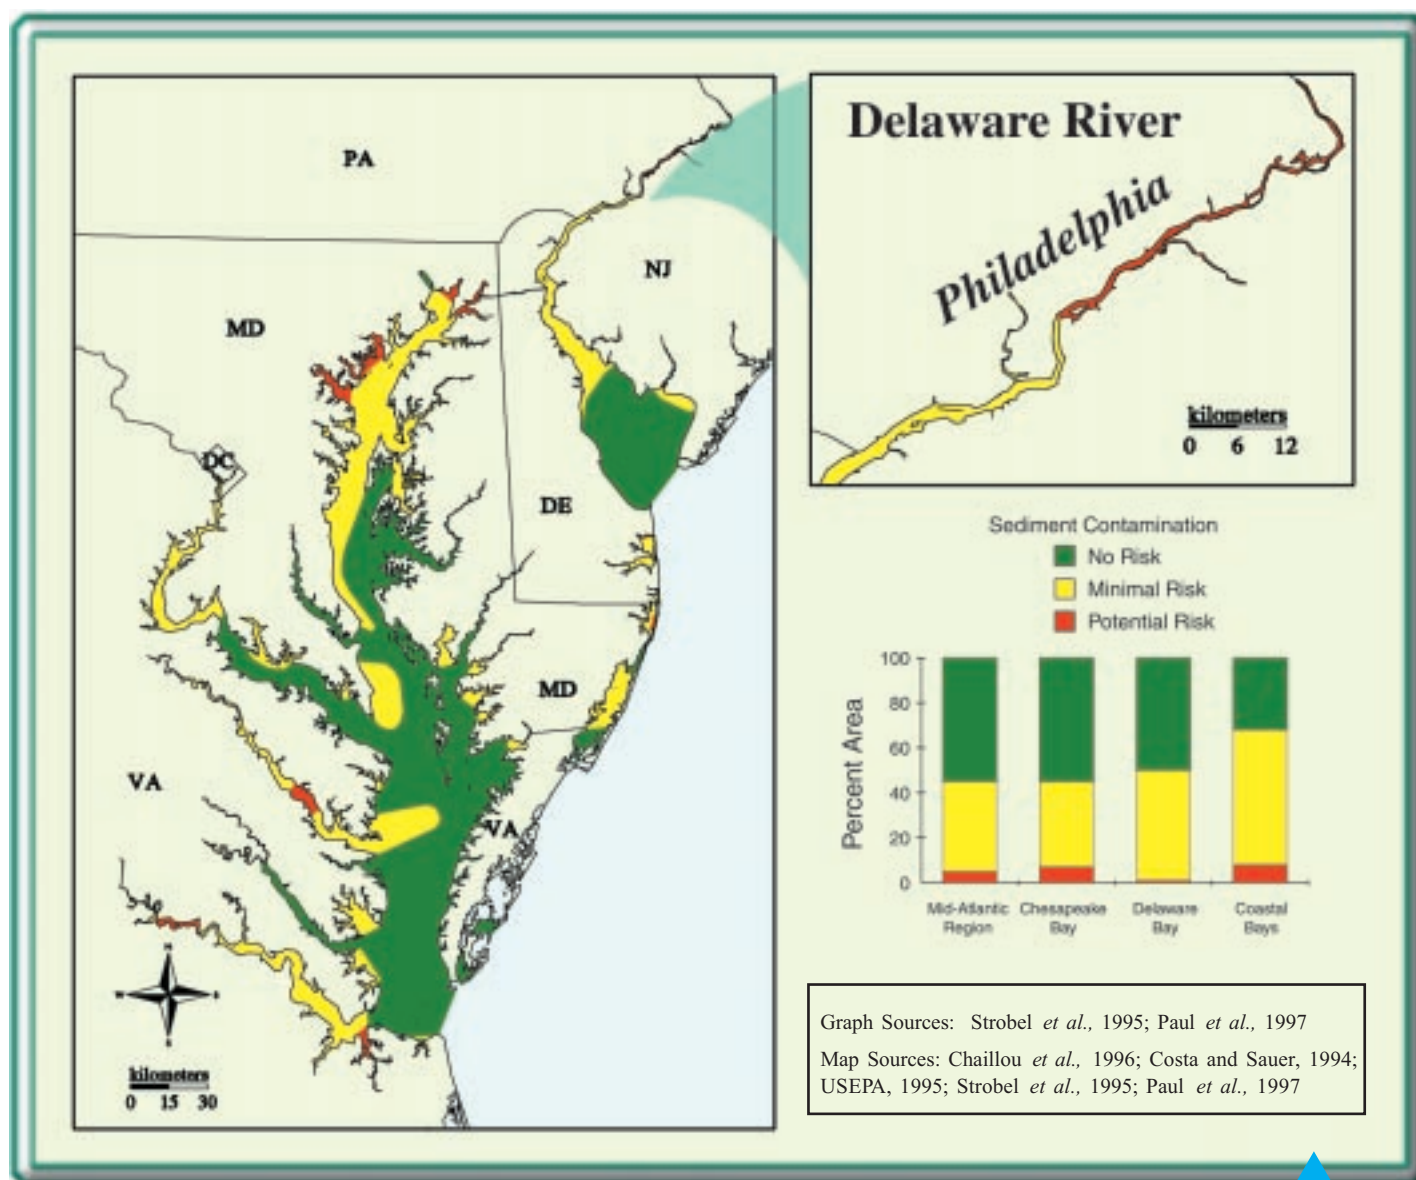 PA
NJ
MD
DC
DE
MD
VA
VA
N
W E
S
kilometers
0 15 30
Delaware River
Philadelphia
kilometers
0 6 12
Sediment Contamination
No Risk
Minimal Risk
Potential Risk
Percent Area
100
80
60
40
20
0
Mid-Atlantic Region
Chesapeake Bay
Delaware Bay
Coastal Bays
Graph Sources: Strobel et al., 1995; Paul et al., 1997
Map Sources: Chaillou et al., 1996; Costa and Sauer, 1994;
USEPA, 1995; Strobel et al., 1995; Paul et al., 1997